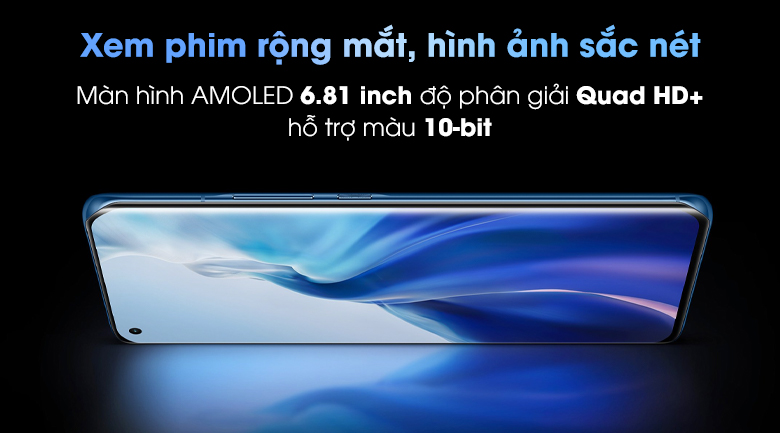 Xem phim rộng mắt, hình ảnh sắc nét
Màn hình AMOLED 6.81 inch độ phân giải Quad HD+
hỗ trợ màu 10-bit